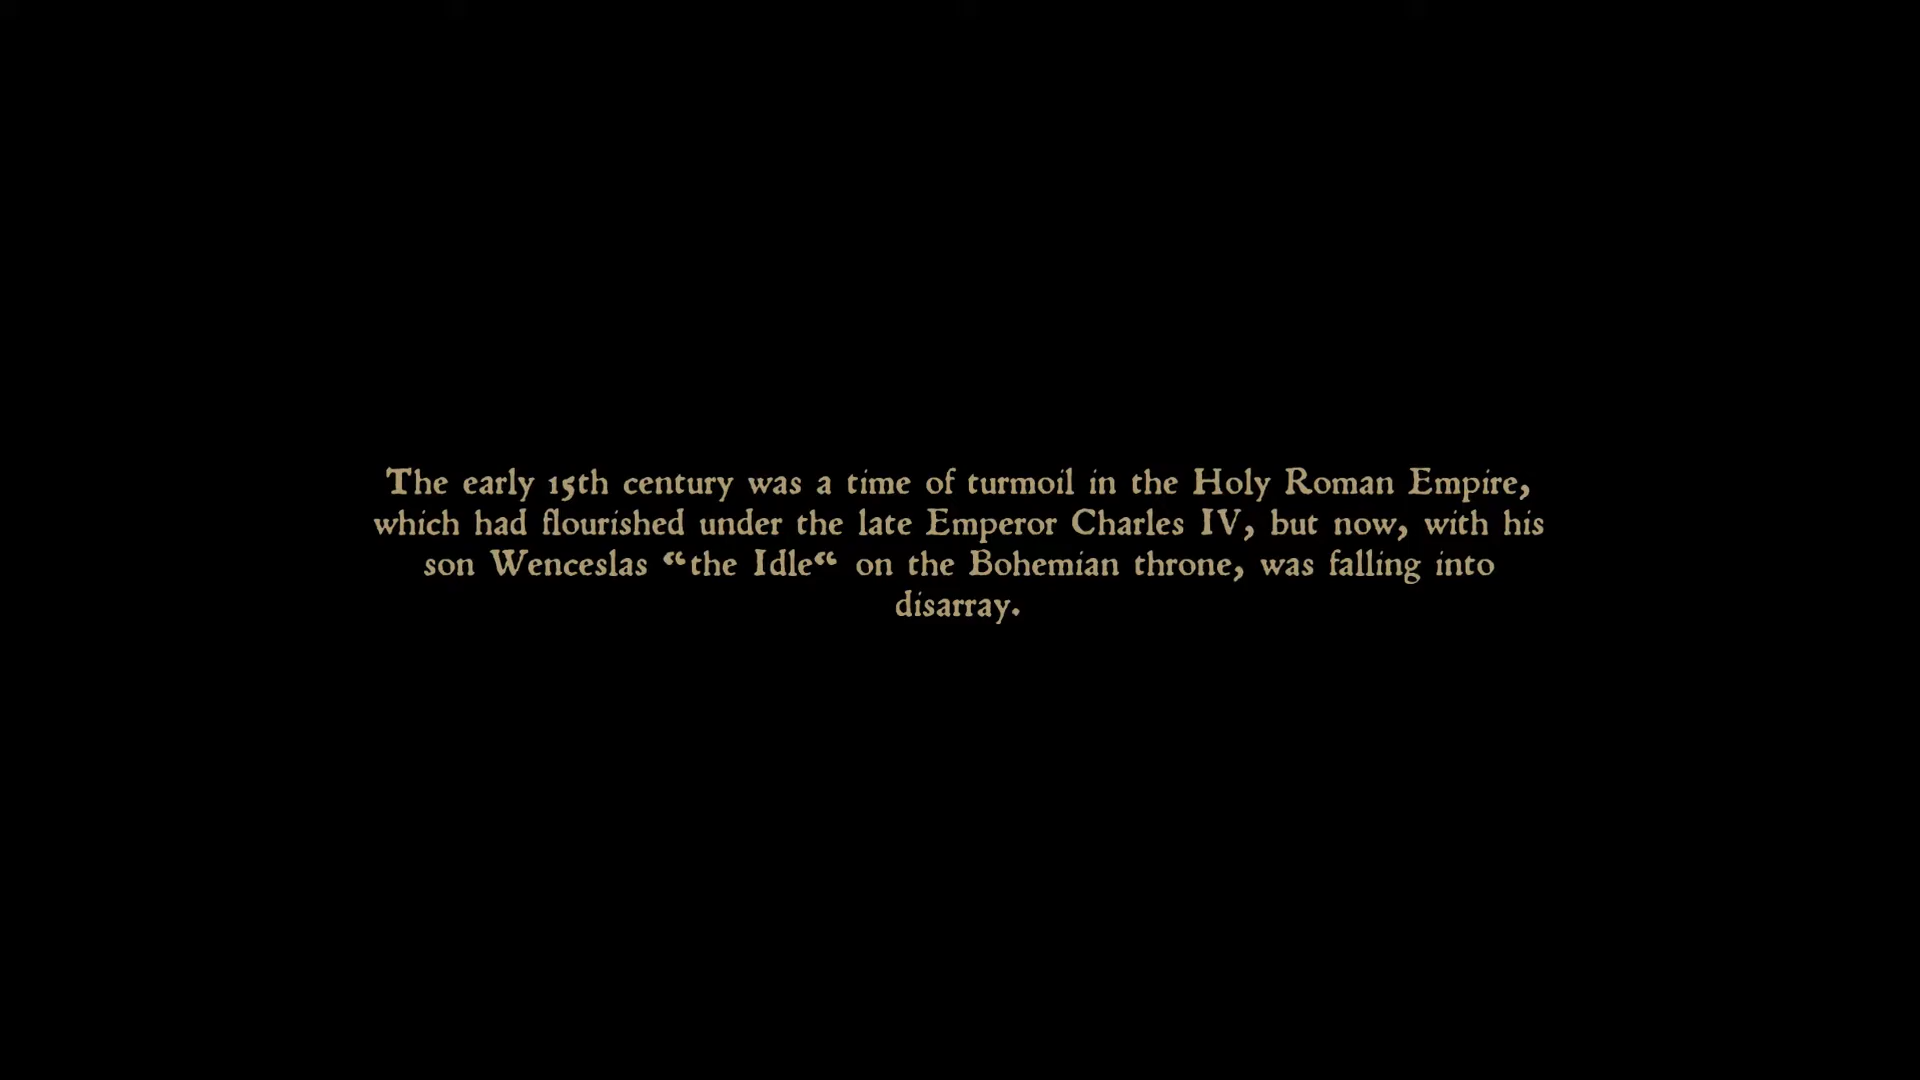 The early 15th century was a time of turmoil in the Holy Roman Empire,
which had flourished under the late Emperor Charles IV, but now, with his
son Wenceslas “the Idle“ on the Bohemian throne, was falling into
disarray.